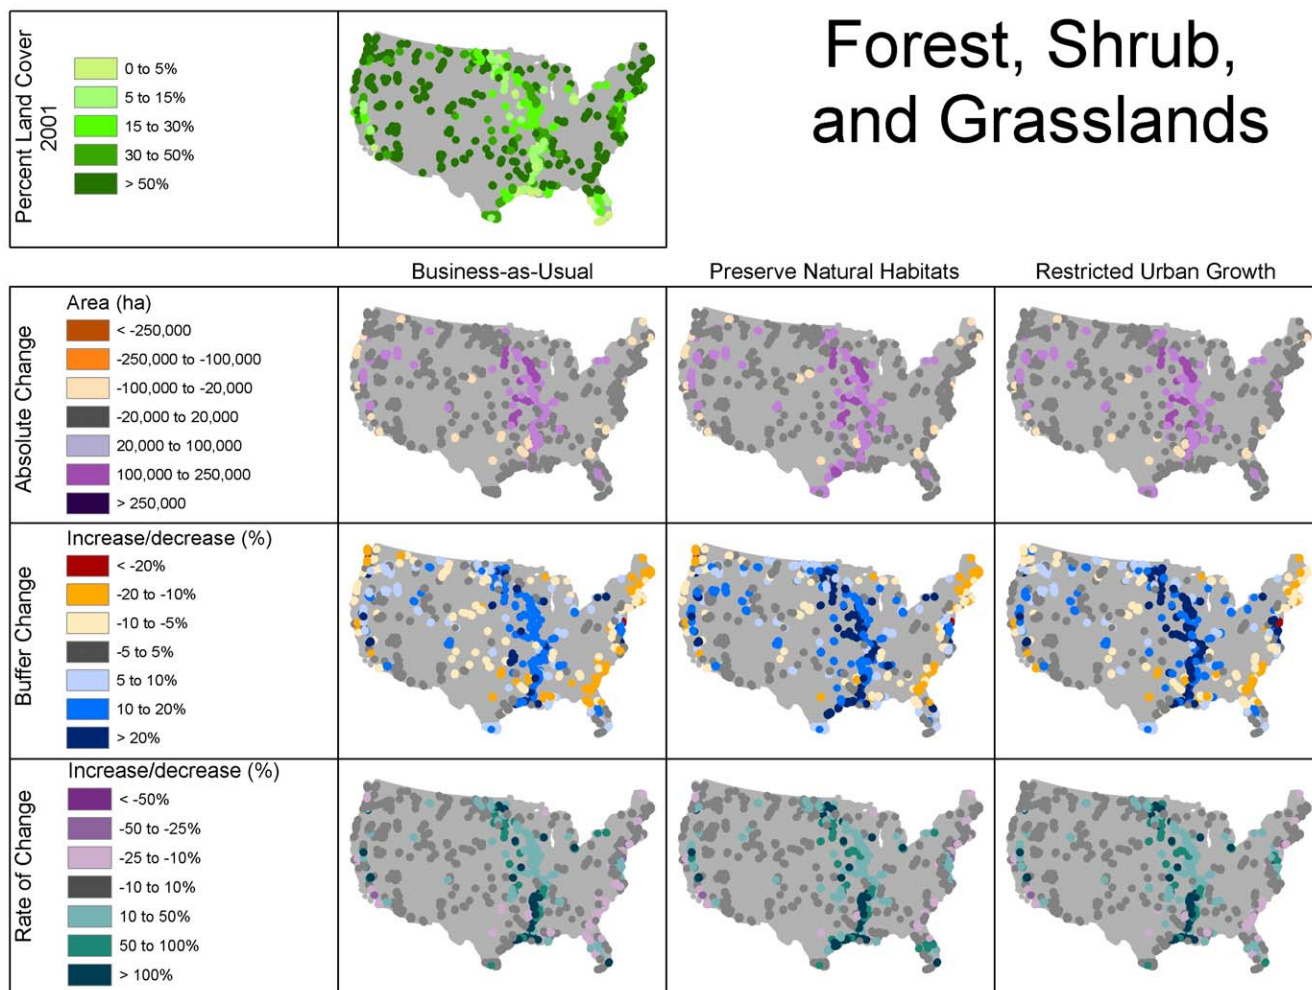 Forest, Shrub,
and Grasslands
Percent Land Cover
2001
0 to 5%
5 to 15%
15 to 30%
30 to 50%
> 50%
Business-as-Usual
Preserve Natural Habitats
Restricted Urban Growth
Absolute Change
Area (ha)
< -250,000
-250,000 to -100,000
-100,000 to -20,000
-20,000 to 20,000
20,000 to 100,000
100,000 to 250,000
> 250,000
Buffer Change
Increase/decrease (%)
< -20%
-20 to -10%
-10 to -5%
-5 to 5%
5 to 10%
10 to 20%
> 20%
Rate of Change
Increase/decrease (%)
< -50%
-50 to -25%
-25 to -10%
-10 to 10%
10 to 50%
50 to 100%
> 100%